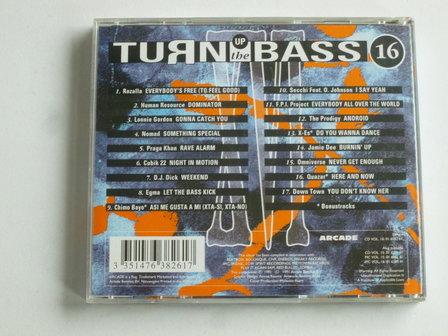 TURN UP the BASS 16
1. Rozalla EVERYBODY'S FREE (TO FEEL GOOD)
2. Human Resource DOMINATOR
3. Lonnie Gordon GONNA CATCH YOU
4. Nomad SOMETHING SPECIAL
5. Praga Khan RAVE ALARM
6. Cubik 22 NIGHT IN MOTION
7. D.J. Dick WEEKEND
8. Egma LET THE BASS KICK
9. Chimo Bayo* ASI ME GUSTA A MI (XTA-SI, XTA-NO)
10. Socchi Feat. O. Johnson I SAY YEAH
11. F.P.I. Project EVERYBODY ALL OVER THE WORLD
12. The Prodigy ANDROID
13. X-Es* DO YOU WANNA DANCE
14. Jamie Dee BURNIN' UP
15. Omniverse NEVER GET ENOUGH
16. Quazar* HERE AND NOW
17. Down Town YOU DON'T KNOW HER
* Bonustracks
ARCADE
3 351476 382617